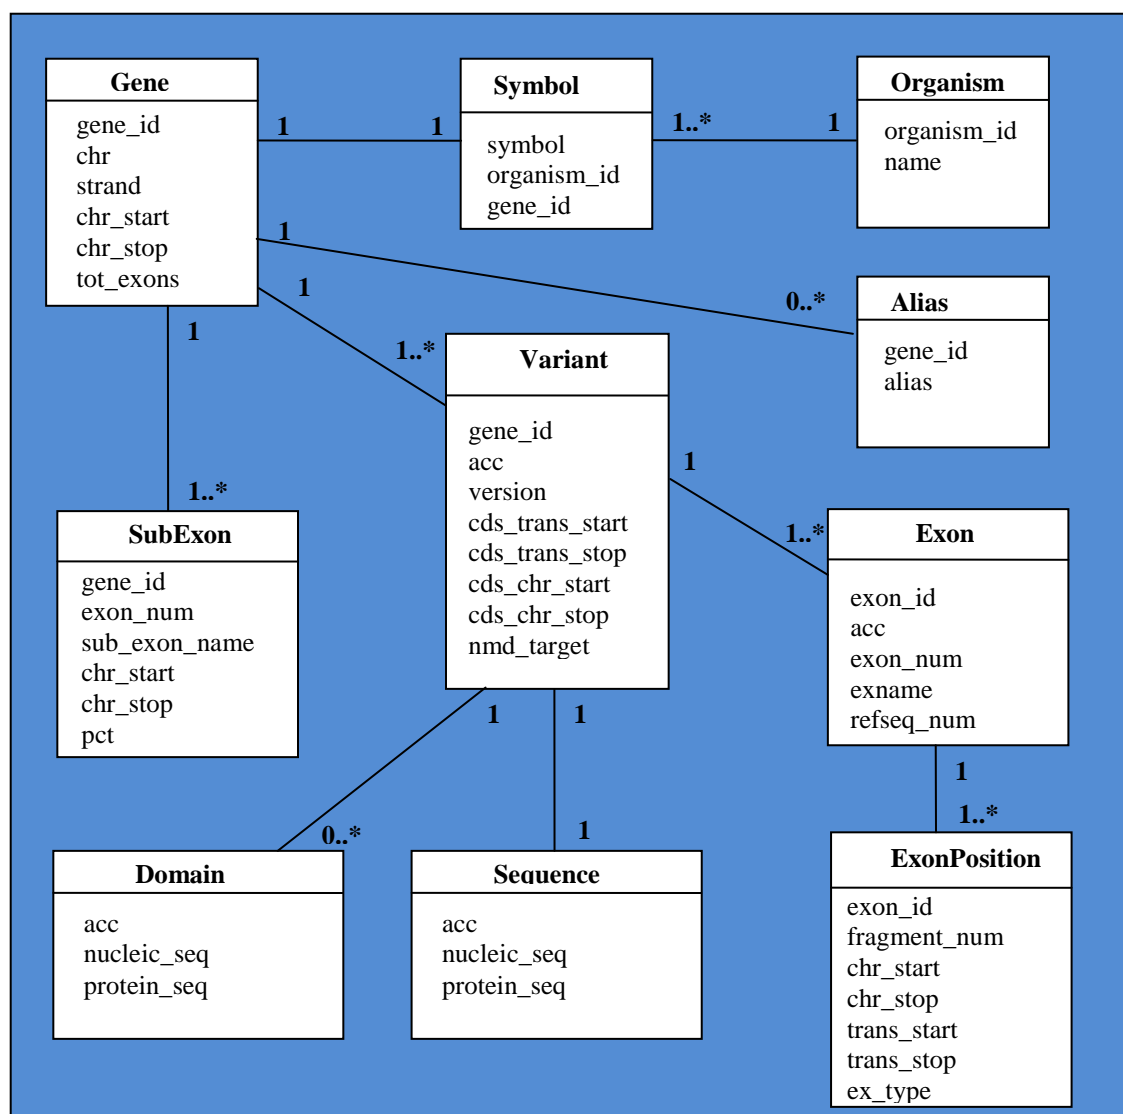 Gene
gene_id
chr
strand
chr_start
chr_stop
tot_exons
1
1
Symbol
symbol
organism_id
gene_id
1..*
1
Organism
organism_id
name
1
0..*
Alias
gene_id
alias
1
1..*
Variant
gene_id
acc
version
cds_trans_start
cds_trans_stop
cds_chr_start
cds_chr_stop
nmd_target
1
1..*
SubExon
gene_id
exon_num
sub_exon_name
chr_start
chr_stop
pct
1
1..*
Exon
exon_id
acc
exon_num
exname
refseq_num
1
0..*
Domain
acc
nucleic_seq
protein_seq
1
1
Sequence
acc
nucleic_seq
protein_seq
1
1..*
ExonPosition
exon_id
fragment_num
chr_start
chr_stop
trans_start
trans_stop
ex_type